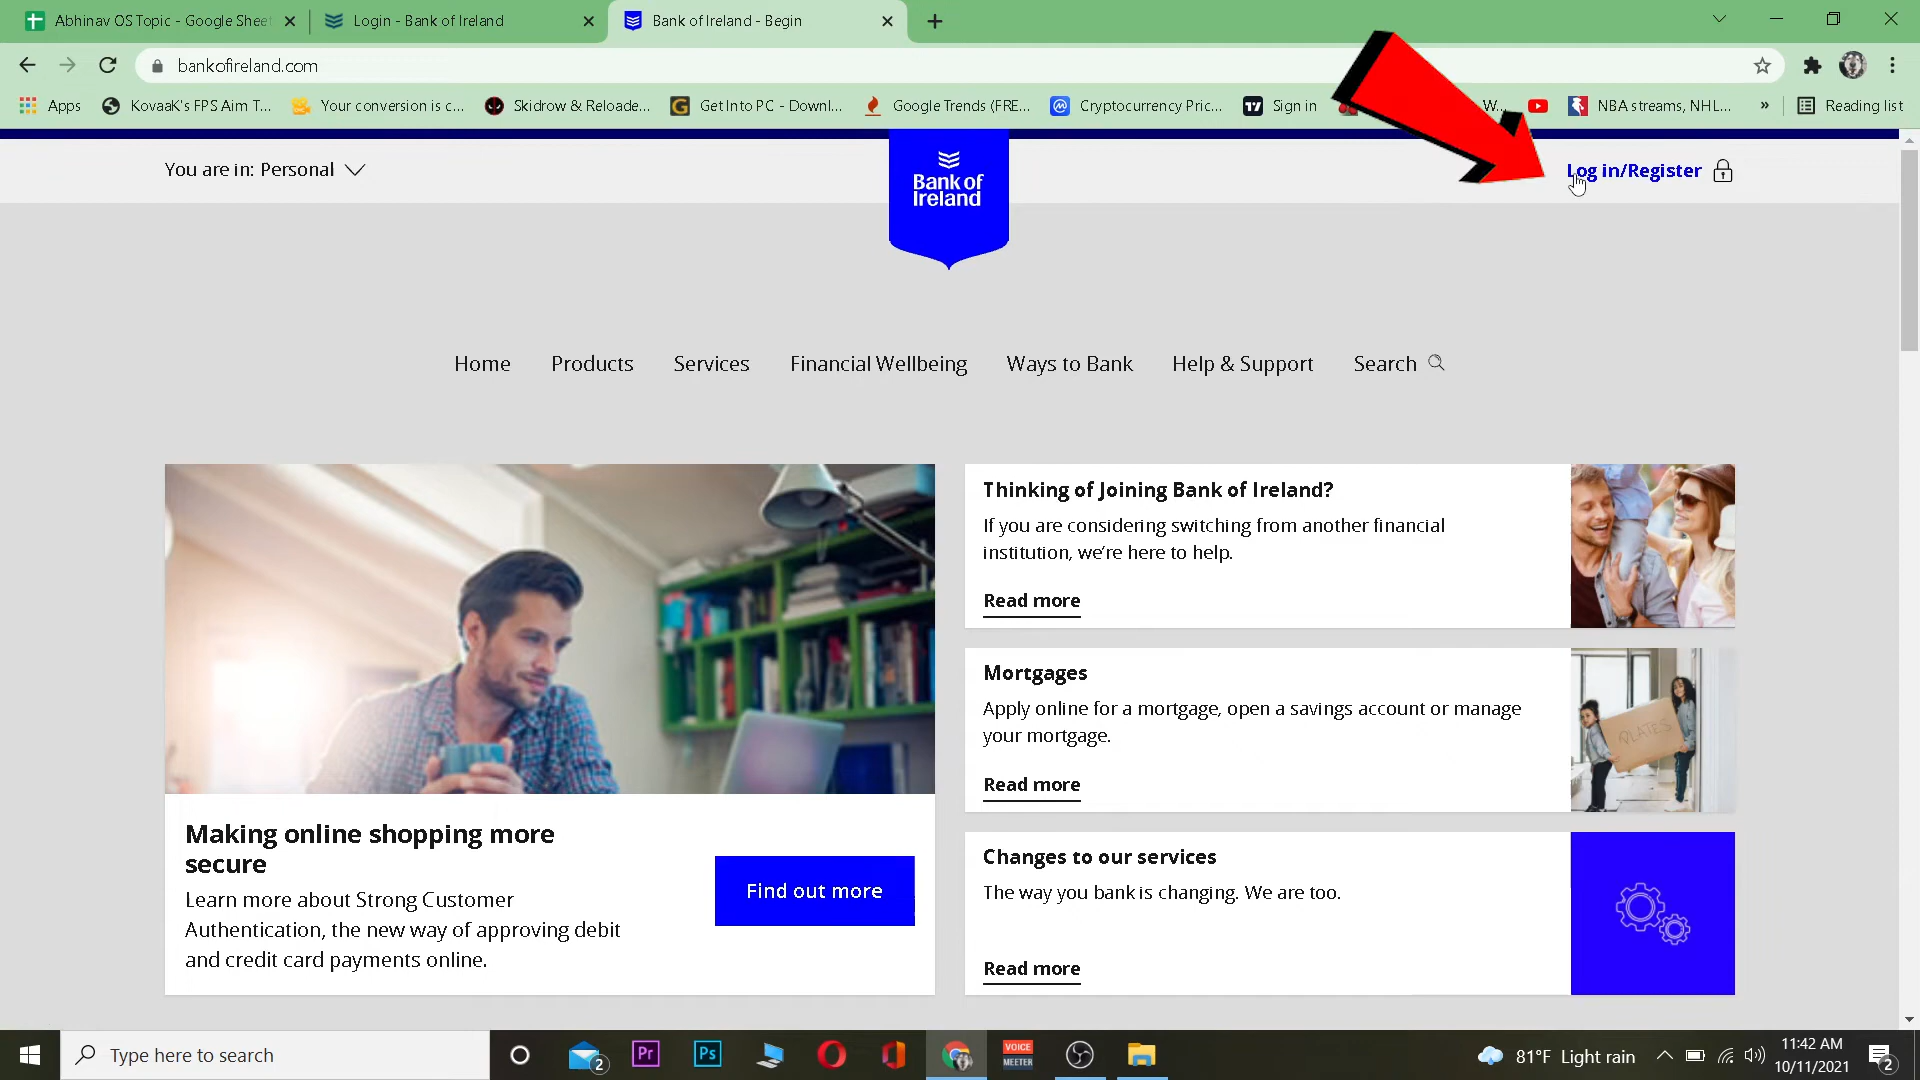 Abhinav OS Topic - Google Sheet
Login - Bank of Ireland
Bank of Ireland - Begin
bankofireland.com
Apps
KovaaK's FPS Aim T...
Your conversion is c...
Skidrow & Reloade...
Get Into PC - Downl...
Google Trends (FRE...
Cryptocurrency Pric...
Sign in
W...
NBA streams, NHL...
»
Reading list
You are in: Personal
Bank of
Ireland
Log in/Register
Home
Products
Services
Financial Wellbeing
Ways to Bank
Help & Support
Search
Making online shopping more
secure
Learn more about Strong Customer
Authentication, the new way of approving debit
and credit card payments online.
Find out more
Thinking of Joining Bank of Ireland?
If you are considering switching from another financial
institution, we’re here to help.
Read more
Mortgages
Apply online for a mortgage, open a savings account or manage
your mortgage.
Read more
Changes to our services
The way you bank is changing. We are too.
Read more
Type here to search
2
Pr
Ps
VOICE
MEETER
81°F Light rain
11:42 AM
10/11/2021
2